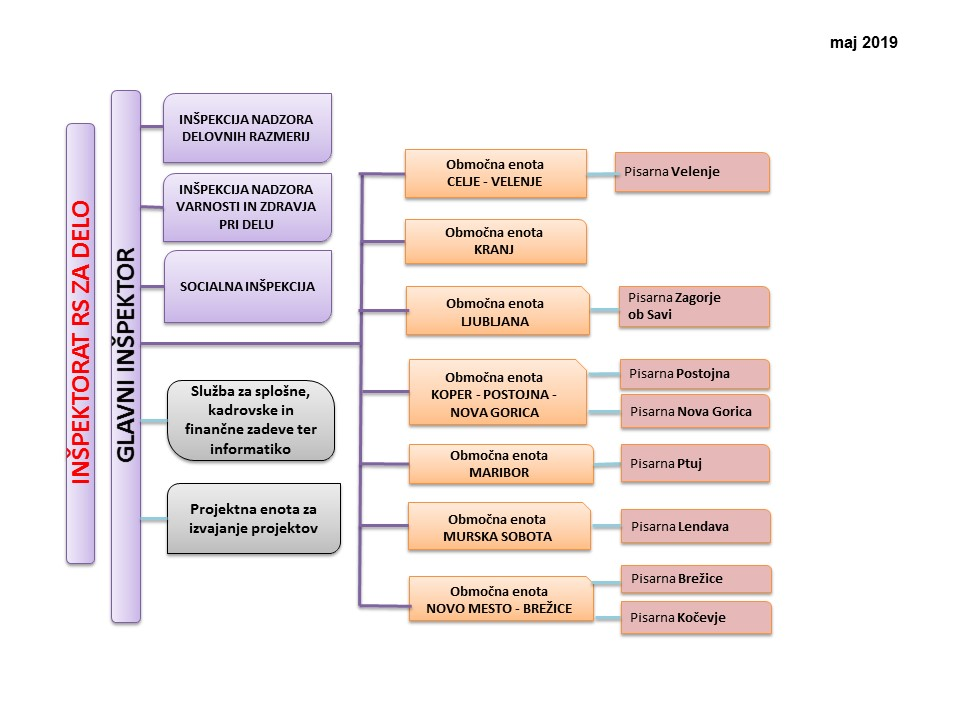 maj 2019
INŠPEKTORAT RS ZA DELO
GLAVNI INŠPEKTOR
INŠPEKCIJA NADZORA
DELOVNIH RAZMERIJ
INŠPEKCIJA NADZORA
VARNOSTI IN ZDRAVJA
PRI DELU
SOCIALNA INŠPEKCIJA
Služba za splošne,
kadrovske in
finančne zadeve ter
informatiko
Projektna enota za
izvajanje projektov
Območna enota
CELJE - VELENJE
Pisarna Velenje
Območna enota
KRANJ
Območna enota
LJUBLJANA
Pisarna Zagorje
ob Savi
Območna enota
KOPER - POSTOJNA -
NOVA GORICA
Pisarna Postojna
Pisarna Nova Gorica
Območna enota
MARIBOR
Pisarna Ptuj
Območna enota
MURSKA SOBOTA
Pisarna Lendava
Območna enota
NOVO MESTO - BREŽICE
Pisarna Brežice
Pisarna Kočevje